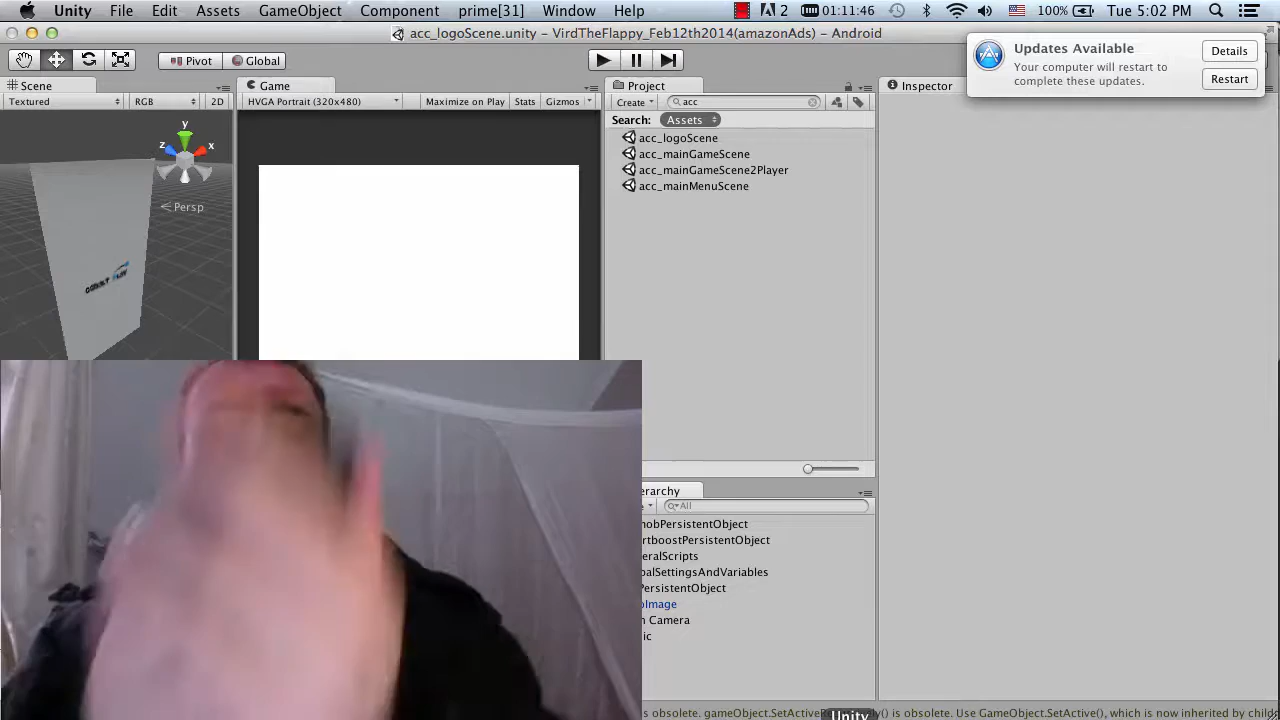 Unity File Edit Assets GameObject Component prime[31] Window Help 2 01:11:46 100% Tue 5:02 PM
acc_logoScene.unity - VirdTheFlappy_Feb12th2014(amazonAds) - Android
Pivot Global
Updates Available
Your computer will restart to
complete these updates.
Details
Restart
Scene
Textured RGB 2D
y
z x
Persp
Game
HVGA Portrait (320x480) Maximize on Play Stats Gizmos
Project
Create acc
Search: Assets
acc_logoScene
acc_mainGameScene
acc_mainGameScene2Player
acc_mainMenuScene
Inspector
erarchy
All
obPersistentObject
rtboostPersistentObject
eralScripts
balSettingsAndVariables
PersistentObject
oImage
n Camera
ic
is obsolete. gameObject.SetActive
y() is obsolete. Use GameObject.SetActive(), which is now inherited by childr
Unity